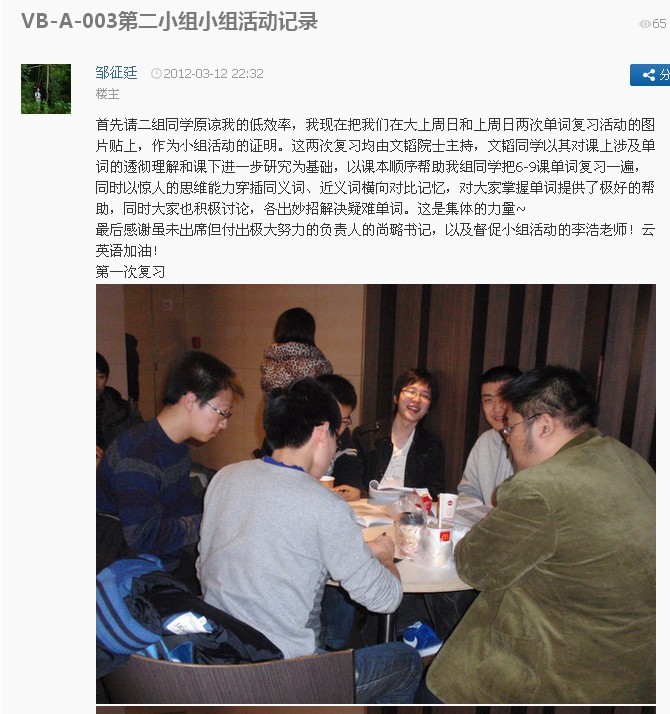 VB-A-003第二小组小组活动记录
65
邹征廷 2012-03-12 22:32
分
楼主
首先请二组同学原谅我的低效率，我现在把我们在大上周日和上周日两次单词复习活动的图
片贴上，作为小组活动的证明。这两次复习均由文韬院士主持，文韬同学以其对课上涉及单
词的透彻理解和课下进一步研究为基础，以课本顺序帮助我组同学把6-9课单词复习一遍，
同时以惊人的思维能力穿插同义词、近义词横向对比记忆，对大家掌握单词提供了极好的帮
助，同时大家也积极讨论，各出妙招解决疑难单词。这是集体的力量~
最后感谢虽未出席但付出极大努力的负责人的尚璐书记，以及督促小组活动的李浩老师！云
英语加油！
第一次复习